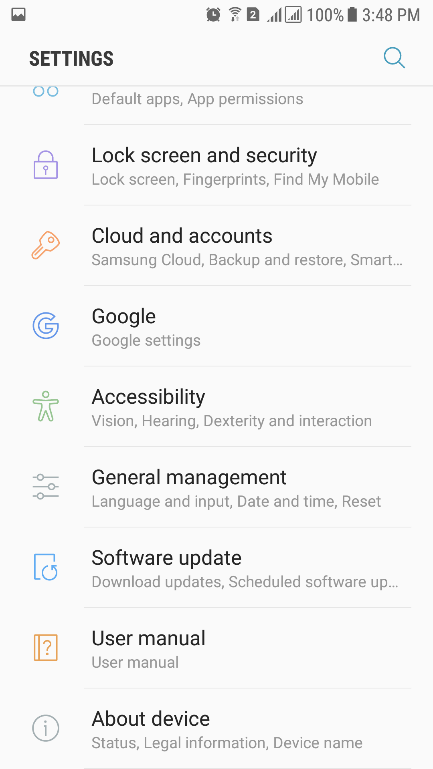 2 100% 3:48 PM
SETTINGS
Default apps, App permissions
Lock screen and security
Lock screen, Fingerprints, Find My Mobile
Cloud and accounts
Samsung Cloud, Backup and restore, Smart...
Google
Google settings
Accessibility
Vision, Hearing, Dexterity and interaction
General management
Language and input, Date and time, Reset
Software update
Download updates, Scheduled software up...
User manual
User manual
About device
Status, Legal information, Device name